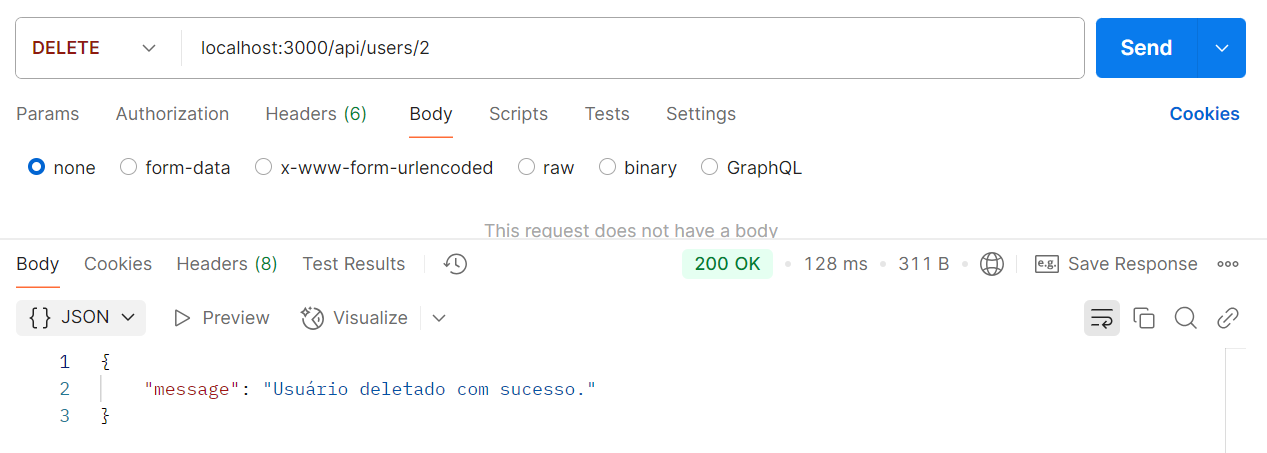 DELETE localhost:3000/api/users/2 Send
Params Authorization Headers (6) Body Scripts Tests Settings Cookies
none form-data x-www-form-urlencoded raw binary GraphQL
This request does not have a body
Body Cookies Headers (8) Test Results 200 OK • 128 ms • 311 B • e.g. Save Response
{} JSON Preview Visualize
1 {
2 "message": "Usuário deletado com sucesso."
3 }